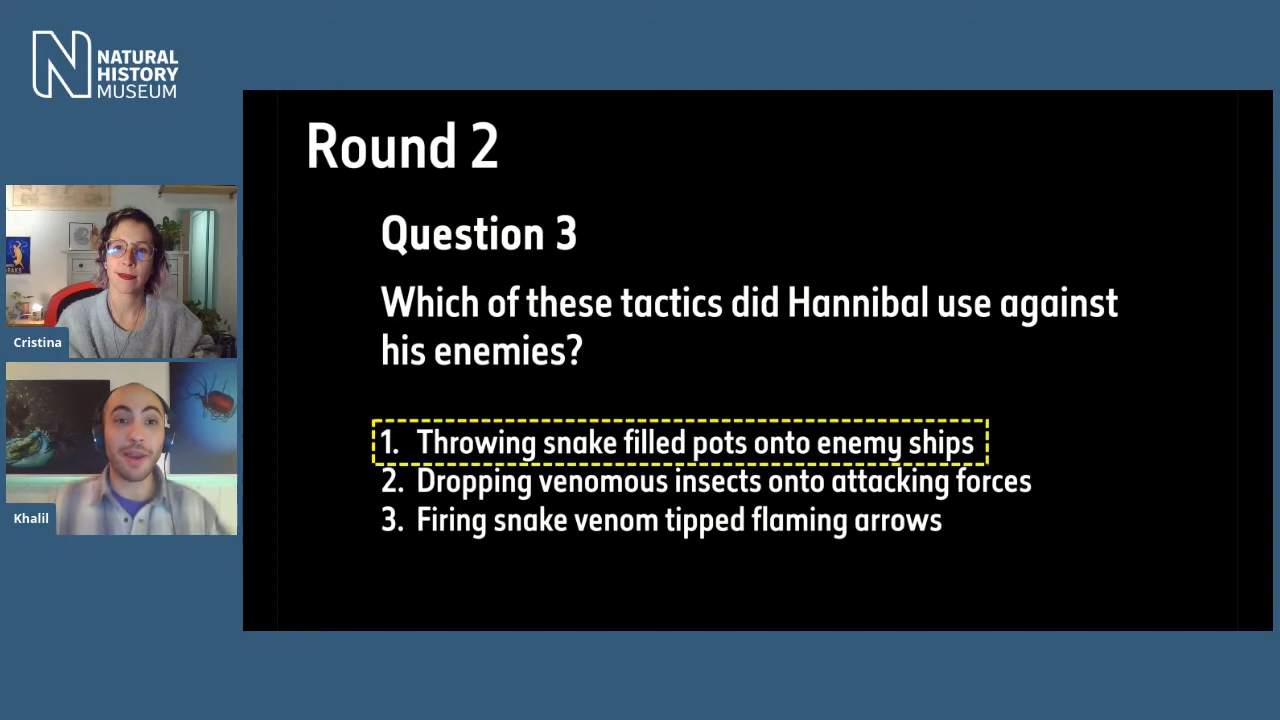 NATURAL
HISTORY
MUSEUM
Round 2
Question 3
Which of these tactics did Hannibal use against
his enemies?
1. Throwing snake filled pots onto enemy ships
2. Dropping venomous insects onto attacking forces
3. Firing snake venom tipped flaming arrows
Cristina
Khalil